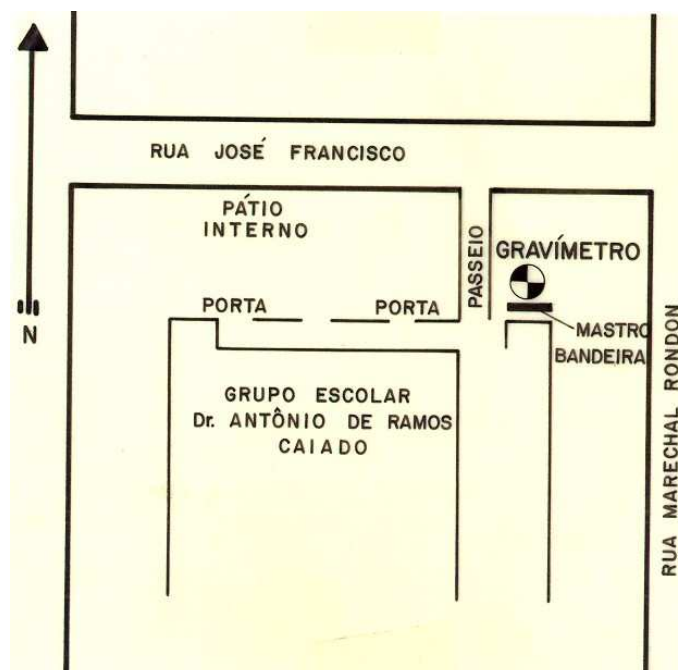 RUA JOSÉ FRANCISCO
PÁTIO
INTERNO
PASSEIO
GRAVÍMETRO
PORTA
PORTA
N
MASTRO
BANDEIRA
GRUPO ESCOLAR
Dr. ANTÔNIO DE RAMOS
CAIADO
RUA MARECHAL RONDON